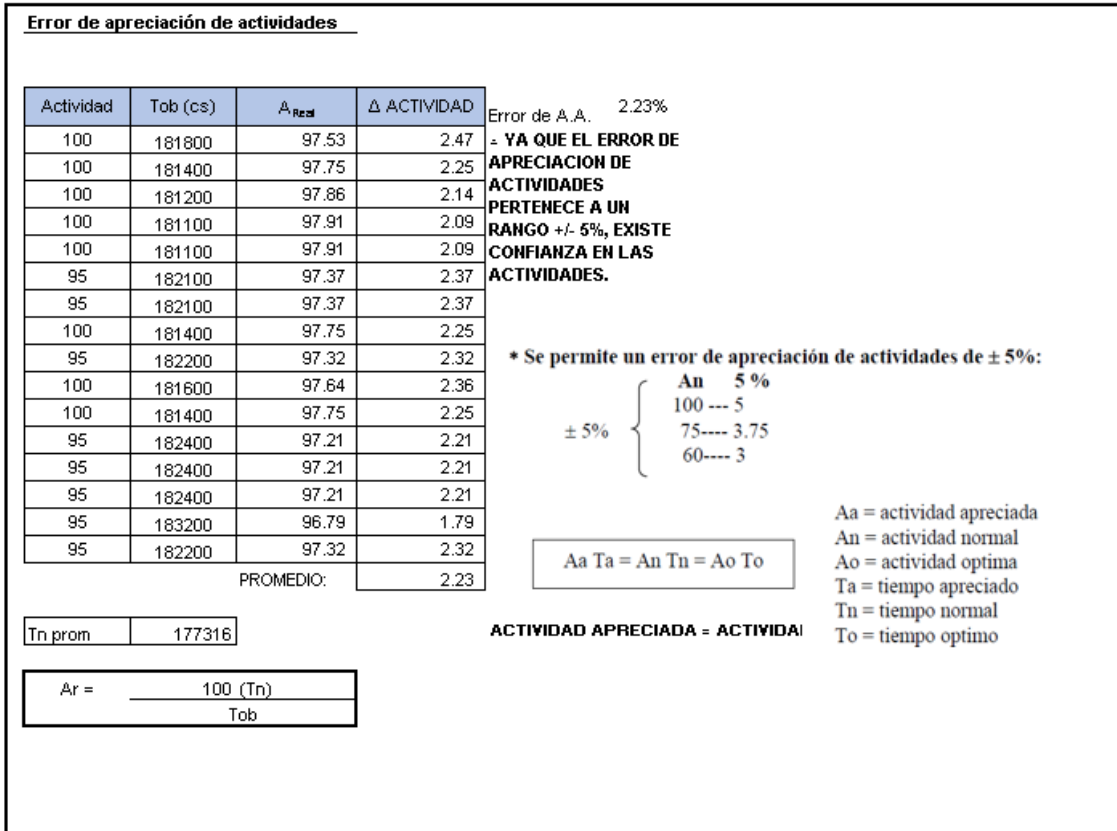 Error de apreciación de actividades
Actividad Tob (cs) A Real Δ ACTIVIDAD
100 181800 97.53 2.47
100 181400 97.75 2.25
100 181200 97.86 2.14
100 181100 97.91 2.09
100 181100 97.91 2.09
95 182100 97.37 2.37
95 182100 97.37 2.37
100 181400 97.75 2.25
95 182200 97.32 2.32
100 181600 97.64 2.36
100 181400 97.75 2.25
95 182400 97.21 2.21
95 182400 97.21 2.21
95 182400 97.21 2.21
95 183200 96.79 1.79
95 182200 97.32 2.32
PROMEDIO: 2.23
Tn prom 177316
Ar = 100 (Tn)
Tob
Error de A.A. 2.23%
- YA QUE EL ERROR DE
APRECIACION DE
ACTIVIDADES
PERTENECE A UN
RANGO +/- 5%, EXISTE
CONFIANZA EN LAS
ACTIVIDADES.
* Se permite un error de apreciación de actividades de ± 5%:
An 5 %
100 --- 5
± 5% 75---- 3.75
60---- 3
Aa Ta = An Tn = Ao To
ACTIVIDAD APRECIADA = ACTIVIDAI
Aa = actividad apreciada
An = actividad normal
Ao = actividad optima
Ta = tiempo apreciado
Tn = tiempo normal
To = tiempo optimo